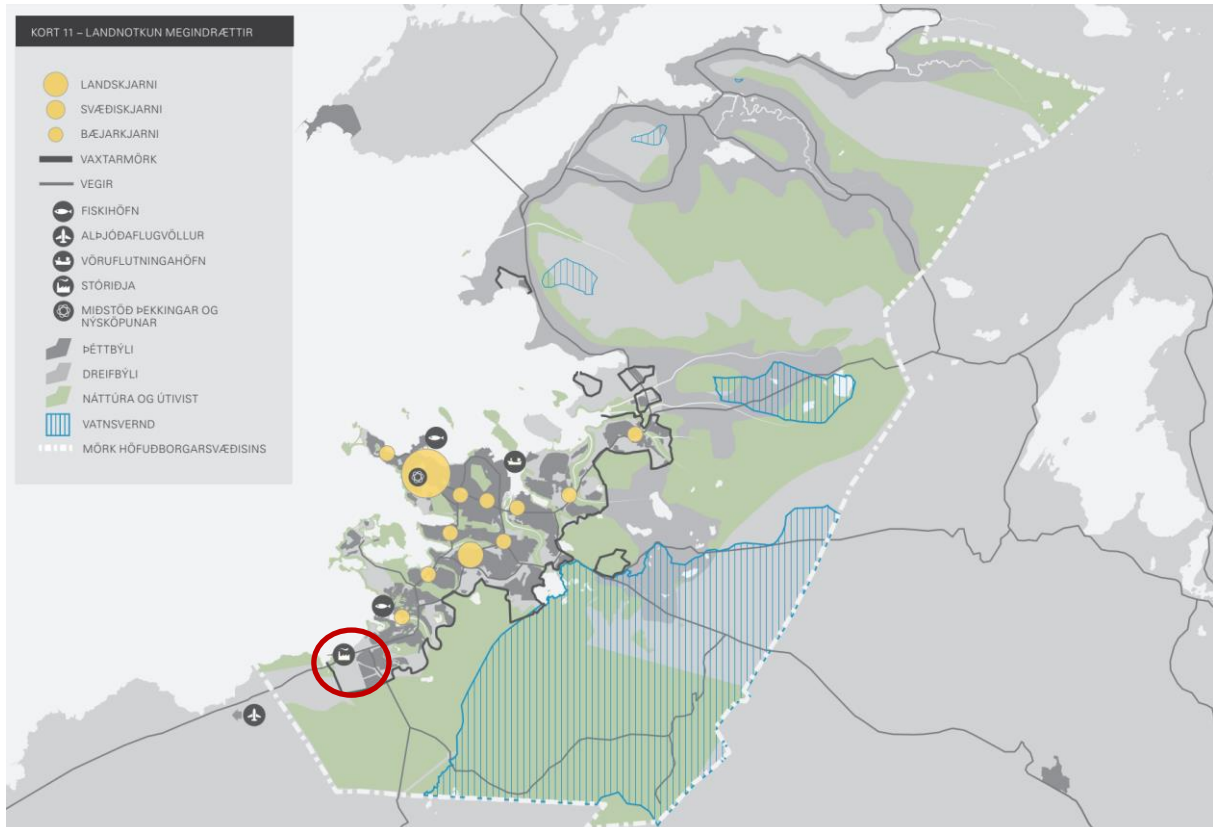 KORT 11 – LANDNOTKUN MEGINDRÆTTIR
LANDSKJARNI
SVÆÐISKJARNI
BÆJARKJARNI
VAXTARMÖRK
VEGIR
FISKIHÖFN
ALÞJÓÐAFLUGVÖLLUR
VÖRUFLUTNINGAHÖFN
STÓRIÐJA
MIÐSTÖÐ ÞEKKINGAR OG
NÝSKÖPUNAR
ÞÉTTBÝLI
DREIFBÝLI
NÁTTÚRA OG ÚTIVIST
VATNSVERND
MÖRK HÖFUÐBORGARSVÆÐISINS